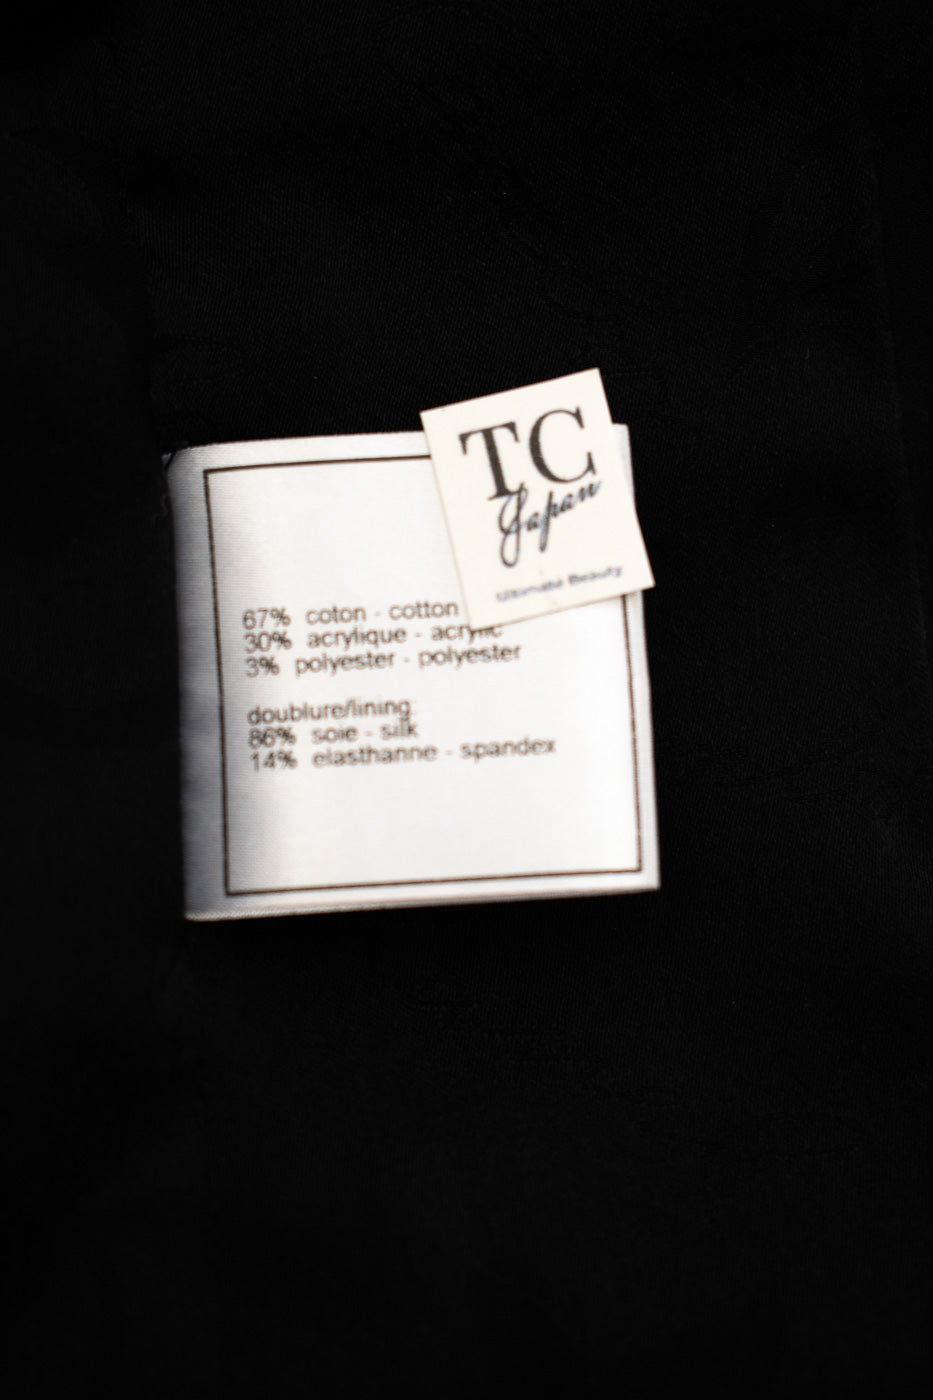 TC
Japan
Ultimate Beauty
67% coton - cotton
30% acrylique - acrylic
3% polyester - polyester
doublure/lining
86% soie - silk
14% elasthanne - spandex